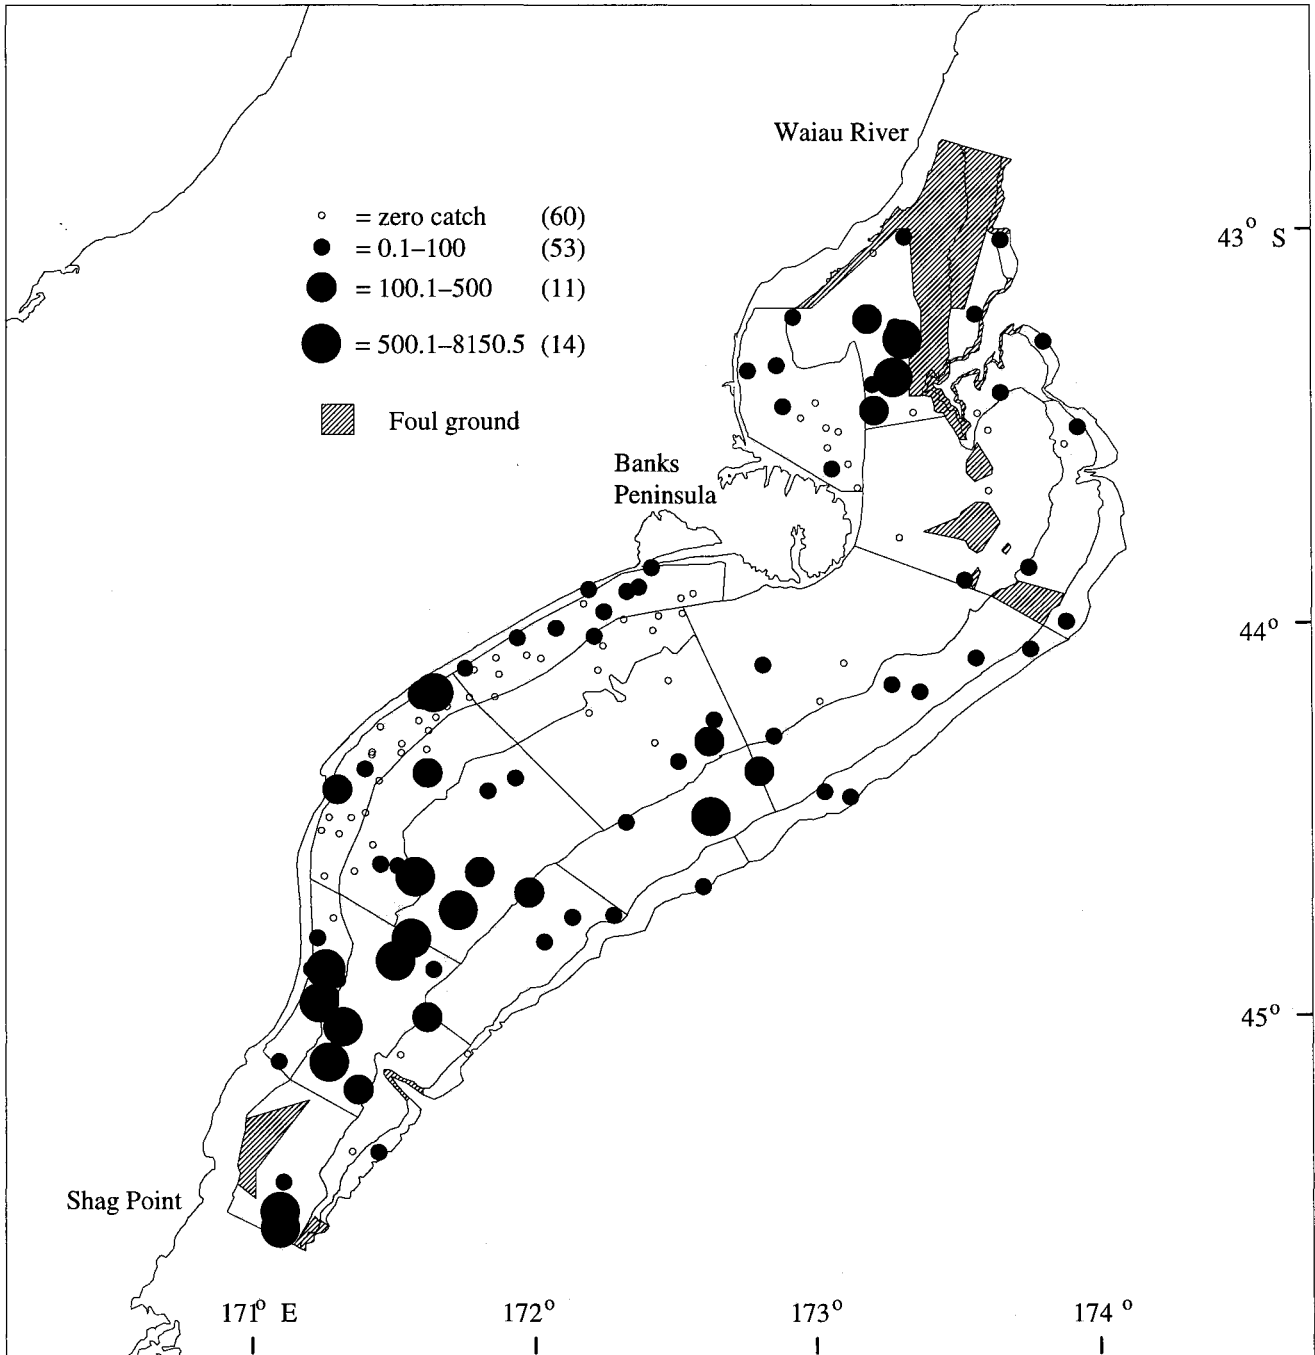 Waiau River
= zero catch (60)
= 0.1–100 (53)
= 100.1–500 (11)
= 500.1–8150.5 (14)
Foul ground
43° S
Banks
Peninsula
44°
45°
Shag Point
171° E 172° 173° 174°